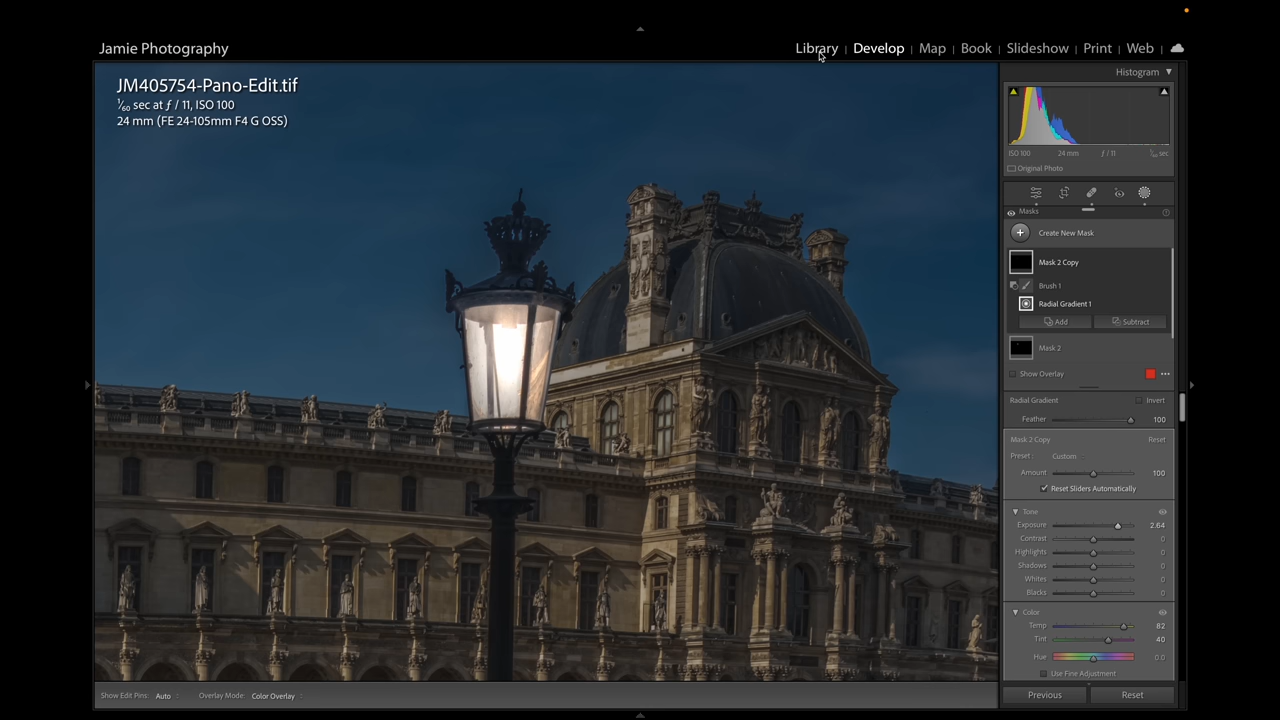 Jamie Photography
Library | Develop | Map | Book | Slideshow | Print | Web
JM405754-Pano-Edit.tif
1/60 sec at ƒ / 11, ISO 100
24 mm (FE 24-105mm F4 G OSS)
Histogram
ISO 100 24 mm ƒ / 11 1/60 sec
Original Photo
Masks
Create New Mask
Mask 2 Copy
Brush 1
Radial Gradient 1
Add Subtract
Mask 2
Show Overlay
Radial Gradient Invert
Feather 100
Mask 2 Copy Reset
Preset : Custom
Amount 100
Reset Sliders Automatically
Tone
Exposure 2.64
Contrast 0
Highlights 0
Shadows 0
Whites 0
Blacks 0
Color
Temp 82
Tint 40
Hue 0.0
Use Fine Adjustment
Show Edit Pins: Auto Overlay Mode: Color Overlay
Previous Reset